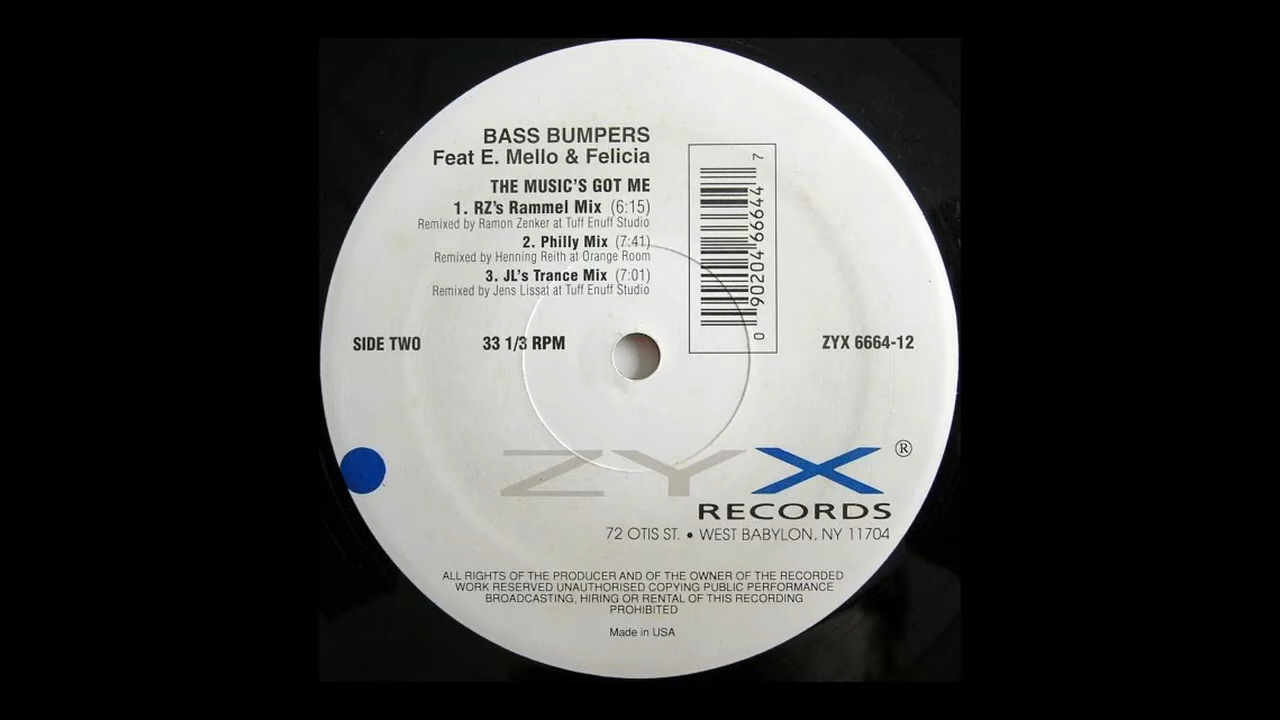 BASS BUMPERS
Feat E. Mello & Felicia
THE MUSIC'S GOT ME
1. RZ's Rammel Mix (6:15)
Remixed by Ramon Zenker at Tuff Enuff Studio
2. Philly Mix (7:41)
Remixed by Henning Reith at Orange Room
3. JL's Trance Mix (7:01)
Remixed by Jens Lissat at Tuff Enuff Studio
0 90204 66644 7
SIDE TWO 33 1/3 RPM ZYX 6664-12
ZYX ®
RECORDS
72 OTIS ST. • WEST BABYLON, NY 11704
ALL RIGHTS OF THE PRODUCER AND OF THE OWNER OF THE RECORDED
WORK RESERVED UNAUTHORISED COPYING PUBLIC PERFORMANCE
BROADCASTING, HIRING OR RENTAL OF THIS RECORDING
PROHIBITED
Made in USA